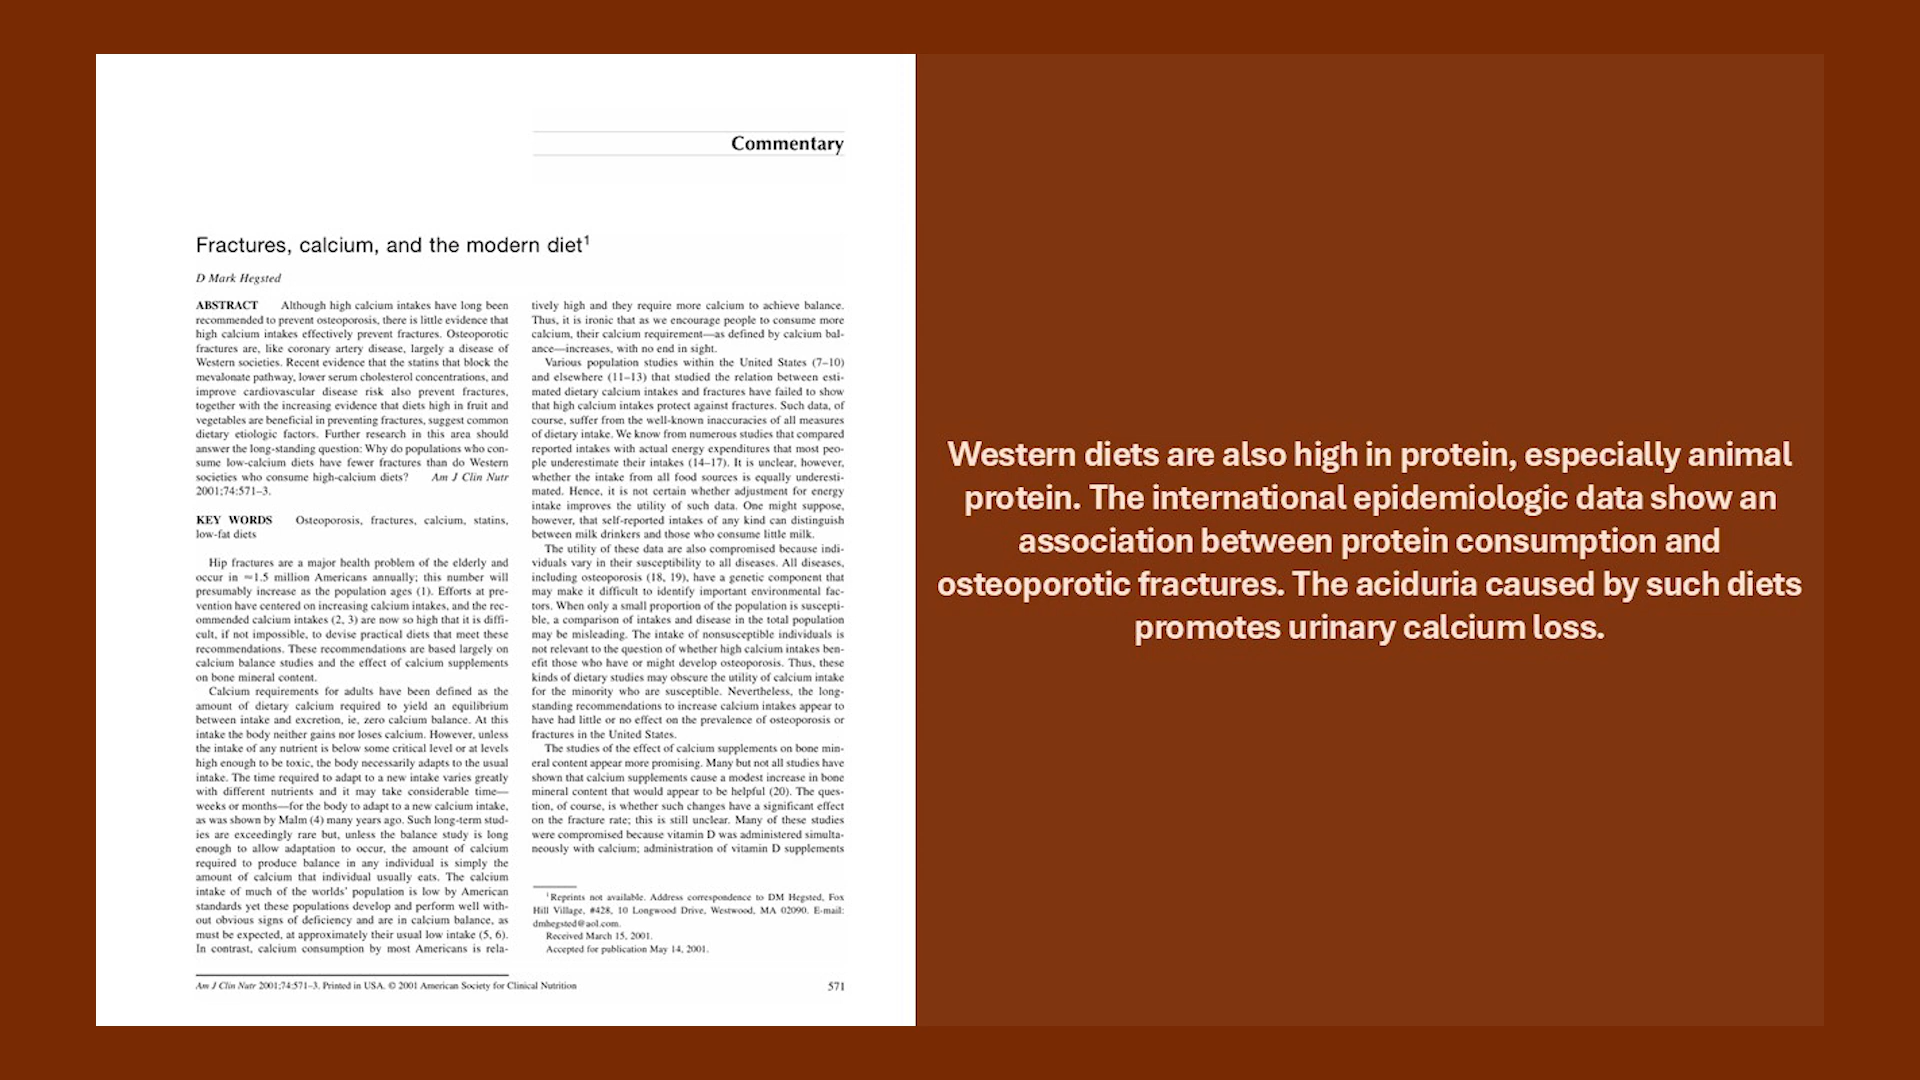 Commentary
Fractures, calcium, and the modern diet¹
D Mark Hegsted
ABSTRACT Although high calcium intakes have long been
recommended to prevent osteoporosis, there is little evidence that
high calcium intakes effectively prevent fractures. Osteoporotic
fractures are, like coronary artery disease, largely a disease of
Western societies. Recent evidence that the statins that block the
mevalonate pathway, lower serum cholesterol concentrations, and
improve cardiovascular disease risk also prevent fractures,
together with the increasing evidence that diets high in fruit and
vegetables are beneficial in preventing fractures, suggest common
dietary etiologic factors. Further research in this area should
answer the long-standing question: Why do populations who con-
sume low-calcium diets have fewer fractures than do Western
societies who consume high-calcium diets? Am J Clin Nutr
2001;74:571–3.
KEY WORDS Osteoporosis, fractures, calcium, statins,
low-fat diets
Hip fractures are a major health problem of the elderly and
occur in ≈1.5 million Americans annually; this number will
presumably increase as the population ages (1). Efforts at pre-
vention have centered on increasing calcium intakes, and the rec-
ommended calcium intakes (2, 3) are now so high that it is diffi-
cult, if not impossible, to devise practical diets that meet these
recommendations. These recommendations are based largely on
calcium balance studies and the effect of calcium supplements
on bone mineral content.
Calcium requirements for adults have been defined as the
amount of dietary calcium required to yield an equilibrium
between intake and excretion, ie, zero calcium balance. At this
intake the body neither gains nor loses calcium. However, unless
the intake of any nutrient is below some critical level or at levels
high enough to be toxic, the body necessarily adapts to the usual
intake. The time required to adapt to a new intake varies greatly
with different nutrients and it may take considerable time—
weeks or months—for the body to adapt to a new calcium intake,
as was shown by Malm (4) many years ago. Such long-term stud-
ies are exceedingly rare but, unless the balance study is long
enough to allow adaptation to occur, the amount of calcium
required to produce balance in any individual is simply the
amount of calcium that individual usually eats. The calcium
intake of much of the worlds' population is low by American
standards yet these populations develop and perform well with-
out obvious signs of deficiency and are in calcium balance, as
must be expected, at approximately their usual low intake (5, 6).
In contrast, calcium consumption by most Americans is rela-
tively high and they require more calcium to achieve balance.
Thus, it is ironic that as we encourage people to consume more
calcium, their calcium requirement—as defined by calcium bal-
ance—increases, with no end in sight.
Various population studies within the United States (7–10)
and elsewhere (11–13) that studied the relation between esti-
mated dietary calcium intakes and fractures have failed to show
that high calcium intakes protect against fractures. Such data, of
course, suffer from the well-known inaccuracies of all measures
of dietary intake. We know from numerous studies that compared
reported intakes with actual energy expenditures that most peo-
ple underestimate their intakes (14–17). It is unclear, however,
whether the intake from all food sources is equally underesti-
mated. Hence, it is not certain whether adjustment for energy
intake improves the utility of such data. One might suppose,
however, that self-reported intakes of any kind can distinguish
between milk drinkers and those who consume little milk.
The utility of these data are also compromised because indi-
viduals vary in their susceptibility to all diseases. All diseases,
including osteoporosis (18, 19), have a genetic component that
may make it difficult to identify important environmental fac-
tors. When only a small proportion of the population is suscepti-
ble, a comparison of intakes and disease in the total population
may be misleading. The intake of nonsusceptible individuals is
not relevant to the question of whether high calcium intakes ben-
efit those who have or might develop osteoporosis. Thus, these
kinds of dietary studies may obscure the utility of calcium intake
for the minority who are susceptible. Nevertheless, the long-
standing recommendations to increase calcium intakes appear to
have had little or no effect on the prevalence of osteoporosis or
fractures in the United States.
The studies of the effect of calcium supplements on bone min-
eral content appear more promising. Many but not all studies have
shown that calcium supplements cause a modest increase in bone
mineral content that would appear to be helpful (20). The ques-
tion, of course, is whether such changes have a significant effect
on the fracture rate; this is still unclear. Many of these studies
were compromised because vitamin D was administered simulta-
neously with calcium; administration of vitamin D supplements
¹Reprints not available. Address correspondence to DM Hegsted, Fox
Hill Village, #428, 10 Longwood Drive, Westwood, MA 02090. E-mail:
dmhegsted@aol.com.
Received March 15, 2001.
Accepted for publication May 14, 2001.
Am J Clin Nutr 2001;74:571–3. Printed in USA. © 2001 American Society for Clinical Nutrition
571
Western diets are also high in protein, especially animal
protein. The international epidemiologic data show an
association between protein consumption and
osteoporotic fractures. The aciduria caused by such diets
promotes urinary calcium loss.